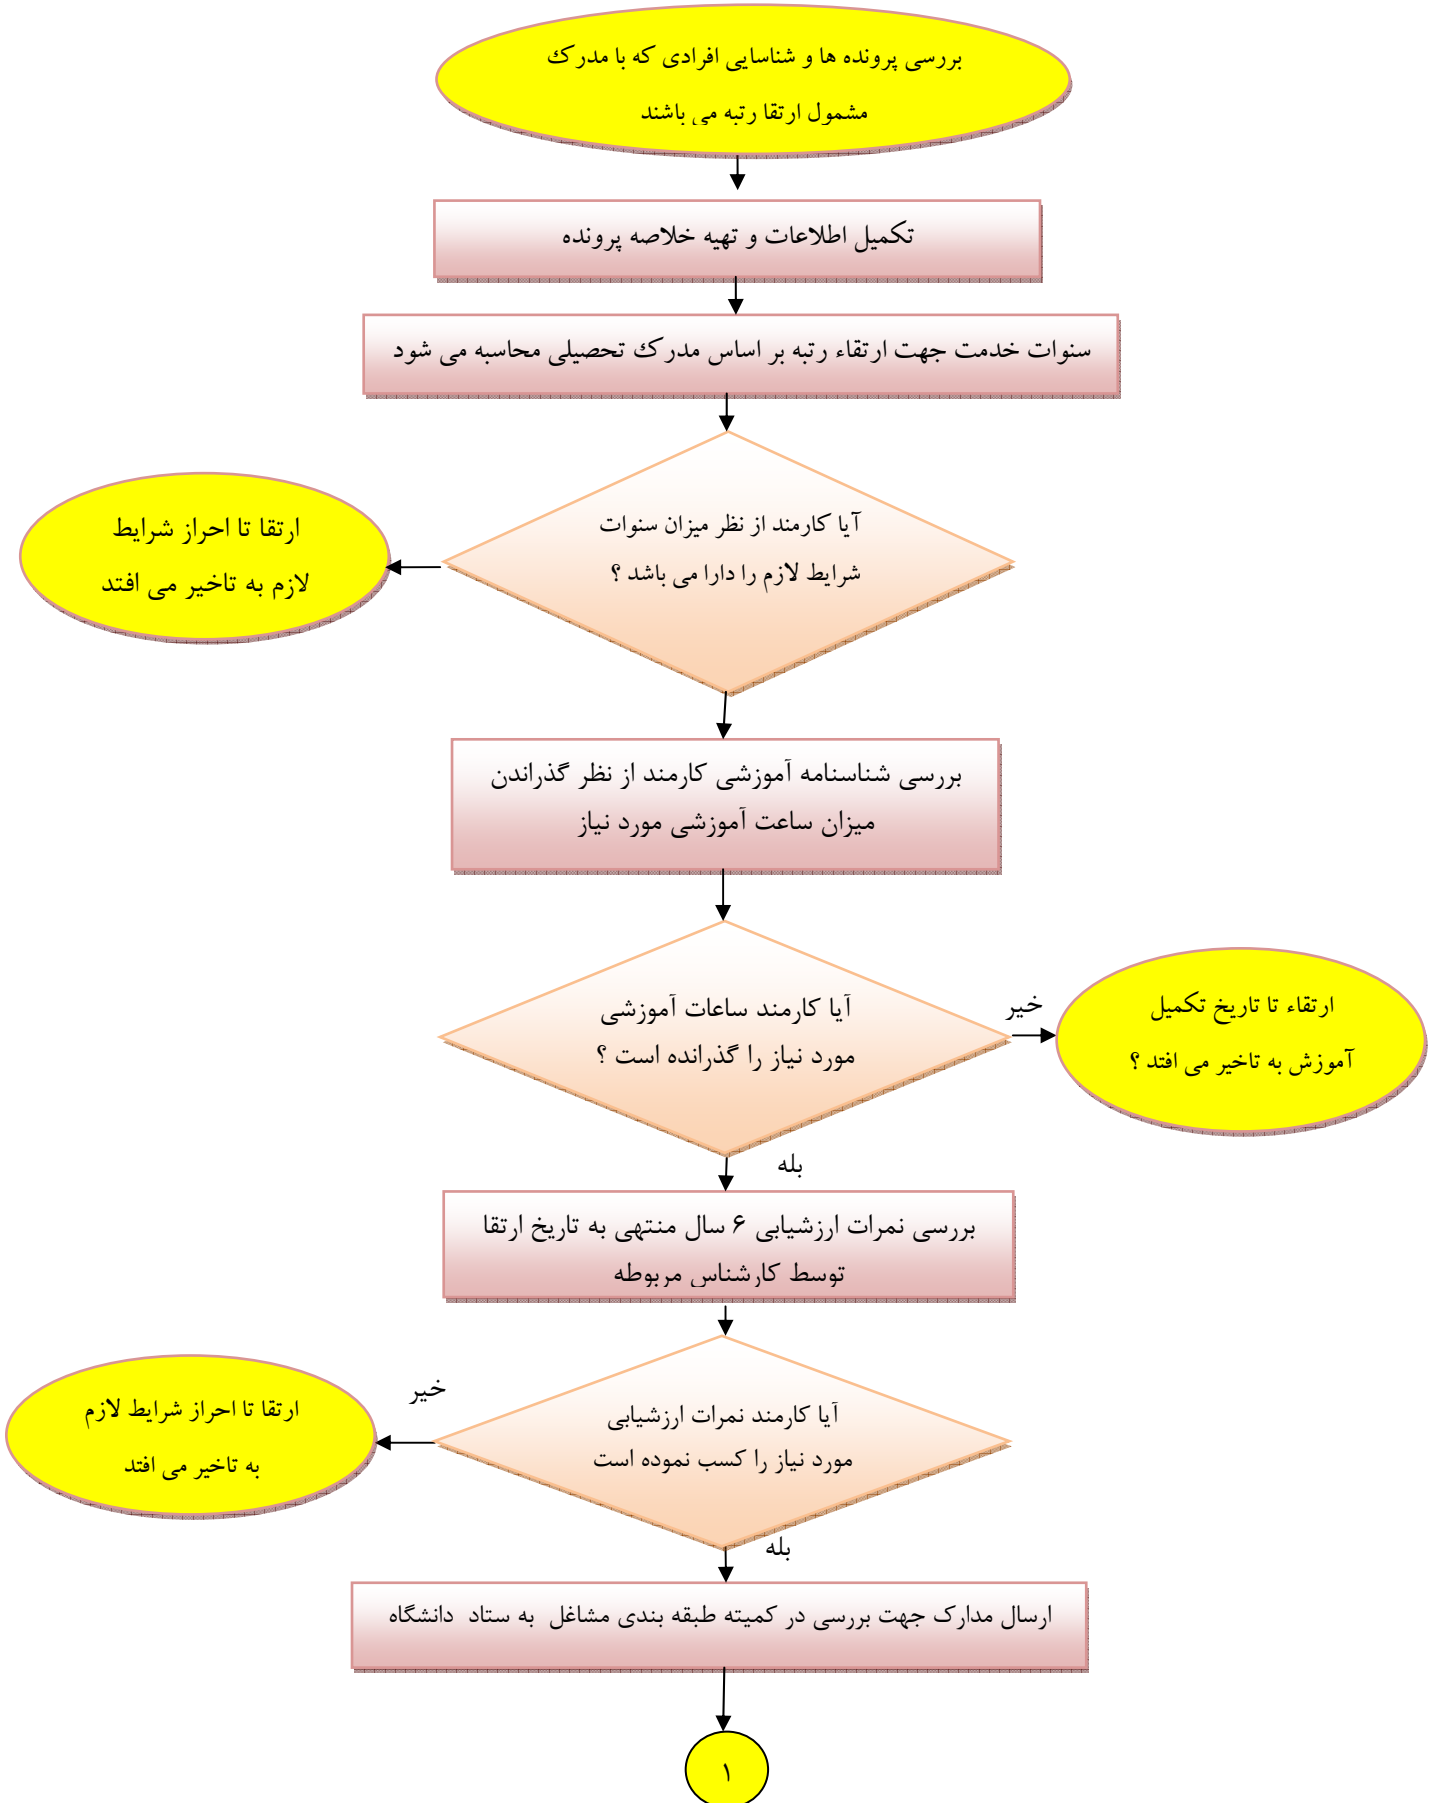 بررسی پرونده ها و شناسایی افرادی که با مدرک
مشمول ارتقا رتبه می باشند
تکمیل اطلاعات و تهیه خلاصه پرونده
سنوات خدمت جهت ارتقاء رتبه بر اساس مدرک تحصیلی محاسبه می شود
آیا کارمند از نظر میزان سنوات
شرایط لازم را دارا می باشد ؟
ارتقا تا احراز شرایط
لازم به تاخیر می افتد
بررسی شناسنامه آموزشی کارمند از نظر گذراندن
میزان ساعت آموزشی مورد نیاز
آیا کارمند ساعات آموزشی
مورد نیاز را گذرانده است ؟
خیر
ارتقاء تا تاریخ تکمیل
آموزش به تاخیر می افتد ؟
بله
بررسی نمرات ارزشیابی ۶ سال منتهی به تاریخ ارتقا
توسط کارشناس مربوطه
آیا کارمند نمرات ارزشیابی
مورد نیاز را کسب نموده است
خیر
ارتقا تا احراز شرایط لازم
به تاخیر می افتد
بله
ارسال مدارک جهت بررسی در کمیته طبقه بندی مشاغل به ستاد دانشگاه
۱